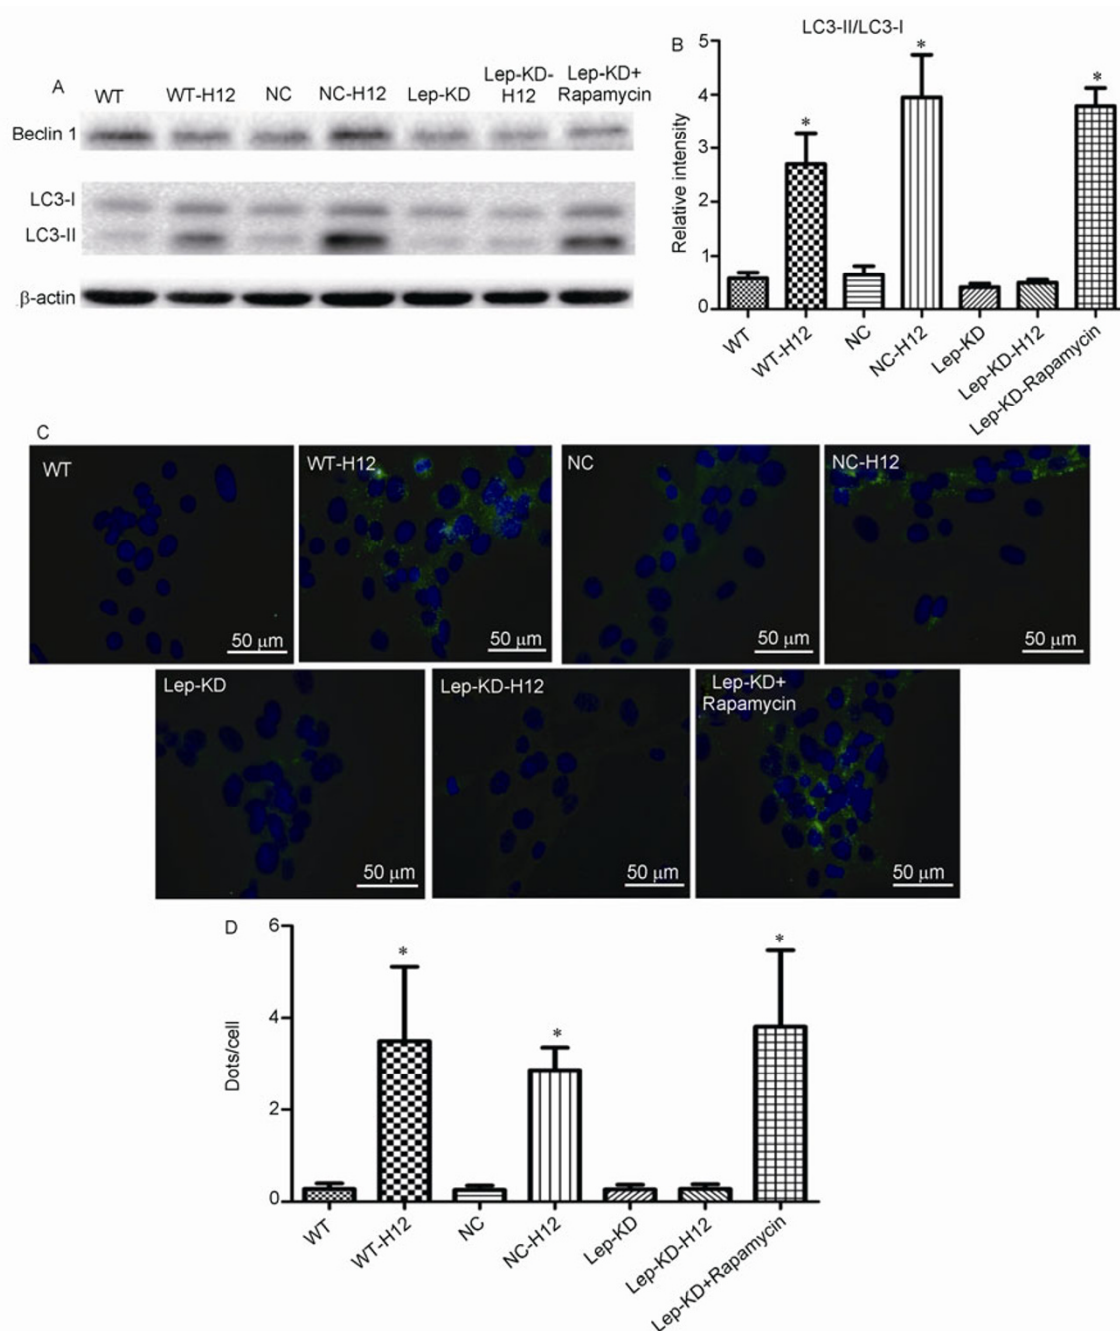 A
WT
WT-H12
NC
NC-H12
Lep-KD
Lep-KD-
H12
Lep-KD+
Rapamycin
Beclin 1
LC3-I
LC3-II
β-actin
B
LC3-II/LC3-I
Relative intensity
5
4
3
2
1
0
*
*
*
WT
WT-H12
NC
NC-H12
Lep-KD
Lep-KD-H12
Lep-KD-Rapamycin
C
WT
50 μm
WT-H12
50 μm
NC
50 μm
NC-H12
50 μm
Lep-KD
50 μm
Lep-KD-H12
50 μm
Lep-KD+
Rapamycin
50 μm
D
Dots/cell
6
4
2
0
*
*
*
WT
WT-H12
NC
NC-H12
Lep-KD
Lep-KD-H12
Lep-KD+Rapamycin